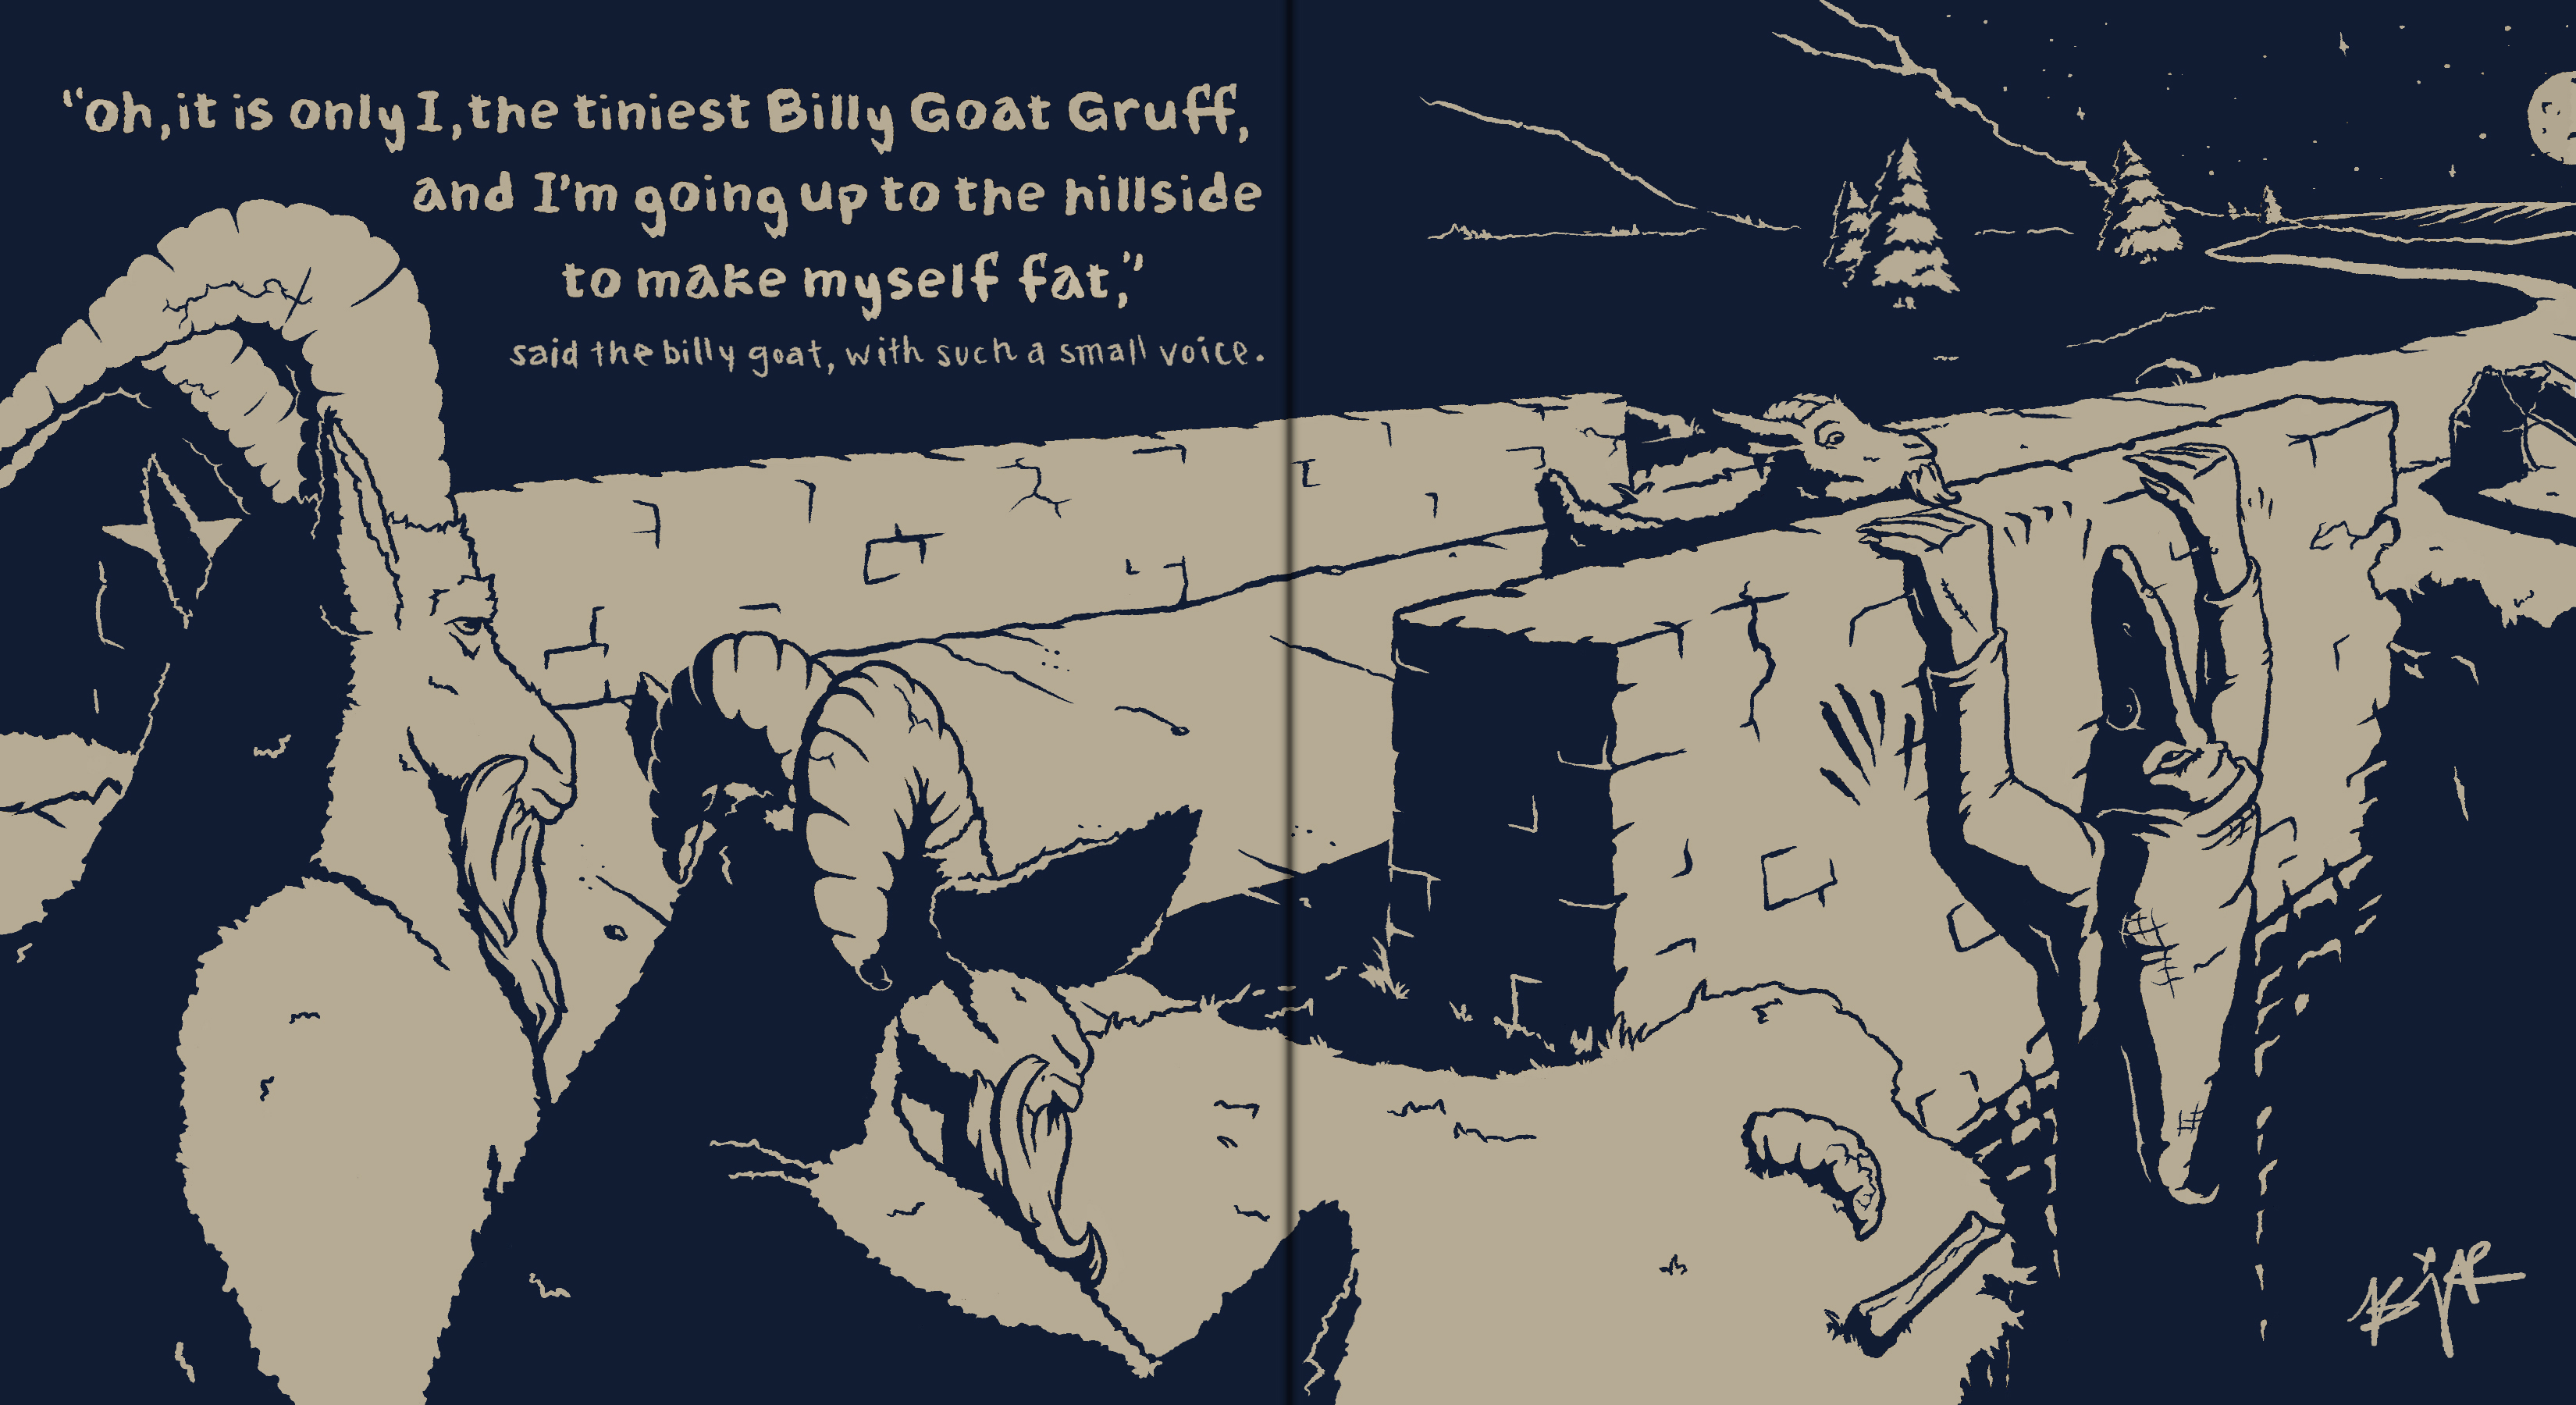 “oh, it is only I, the tiniest Billy Goat Gruff,
and I'm going up to the hillside
to make myself fat,”
said the billy goat, with such a small voice.